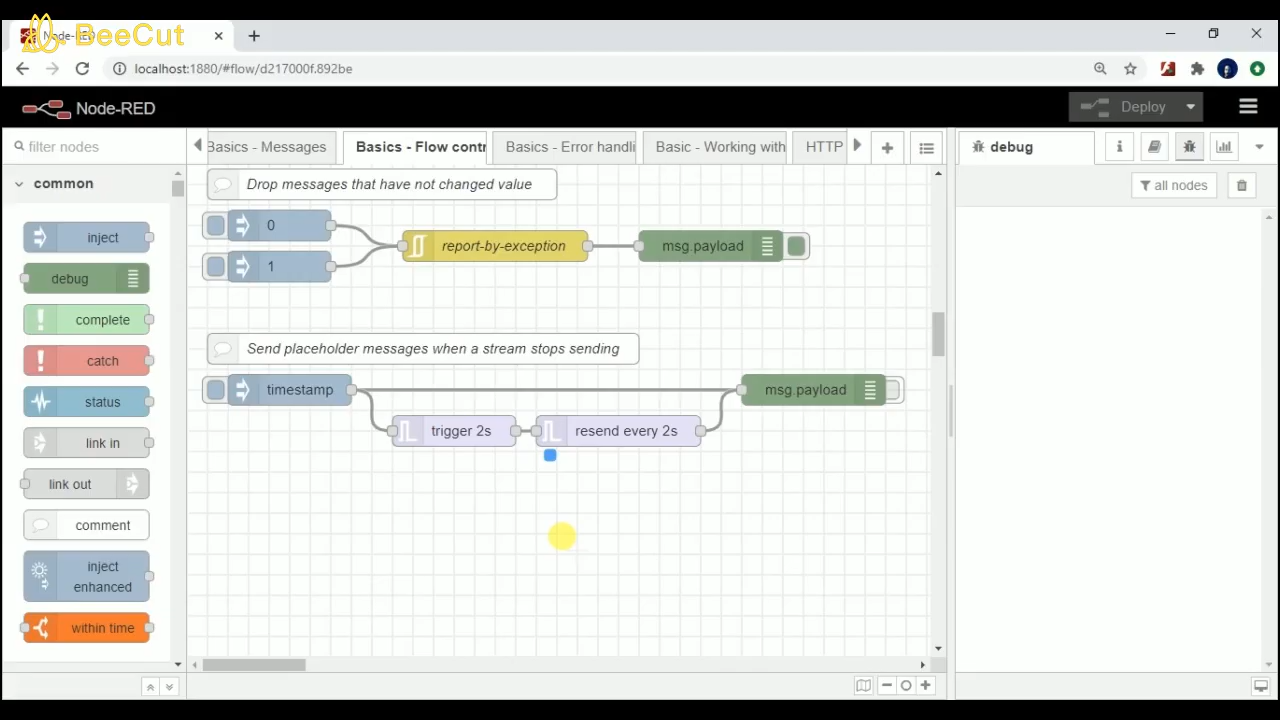 BeeCut
localhost:1880/#flow/d217000f.892be
Node-RED
Deploy
filter nodes
Basics - Messages
Basics - Flow contr
Basics - Error handli
Basic - Working with
HTTP
debug
common
all nodes
Drop messages that have not changed value
inject
0
report-by-exception
msg.payload
1
debug
complete
Send placeholder messages when a stream stops sending
catch
timestamp
msg.payload
status
trigger 2s
resend every 2s
link in
link out
comment
inject
enhanced
within time